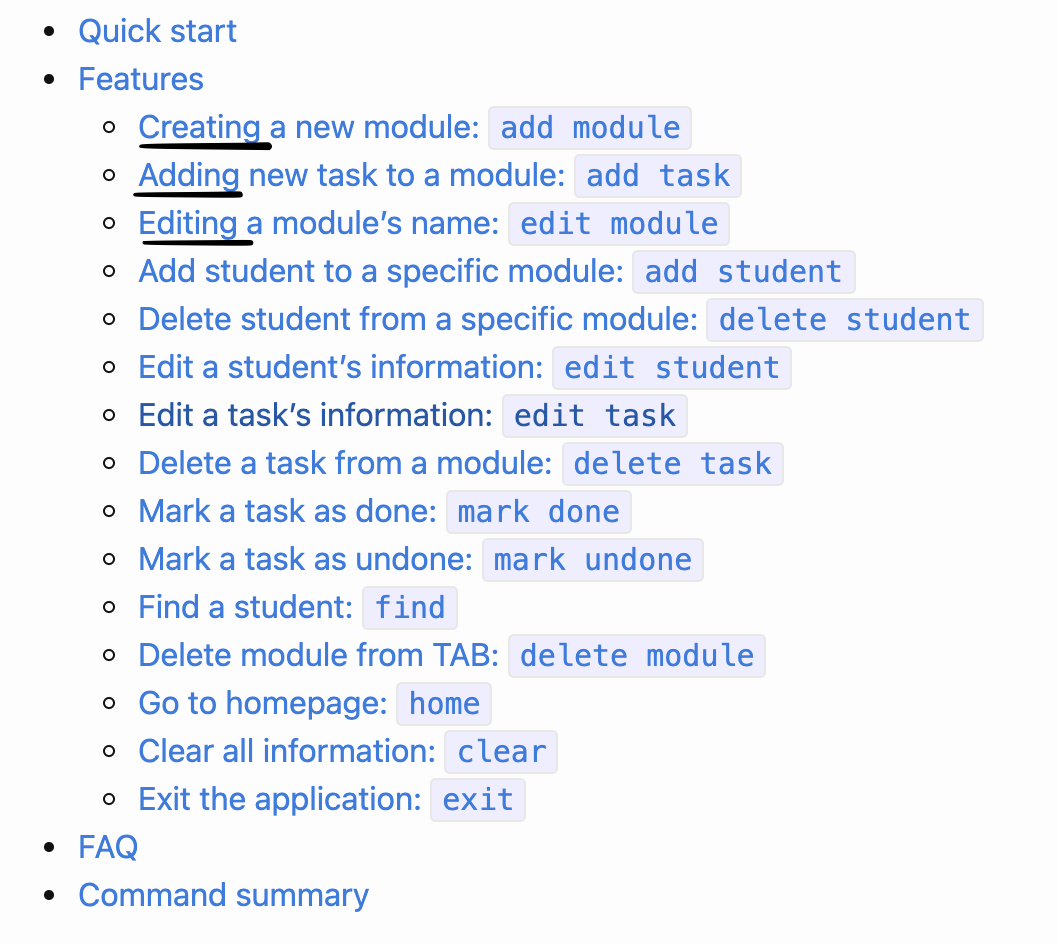 Quick start
Features
Creating a new module: add module
Adding new task to a module: add task
Editing a module’s name: edit module
Add student to a specific module: add student
Delete student from a specific module: delete student
Edit a student’s information: edit student
Edit a task’s information: edit task
Delete a task from a module: delete task
Mark a task as done: mark done
Mark a task as undone: mark undone
Find a student: find
Delete module from TAB: delete module
Go to homepage: home
Clear all information: clear
Exit the application: exit
FAQ
Command summary